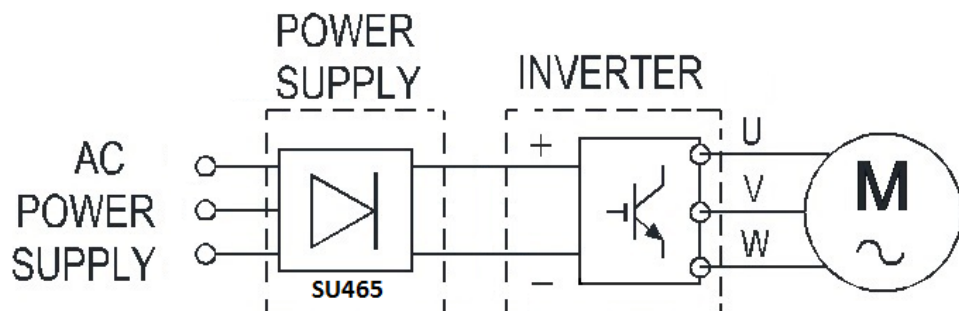 POWER
SUPPLY
INVERTER
AC
POWER
SUPPLY
SU465
+
−
U
V
W
M